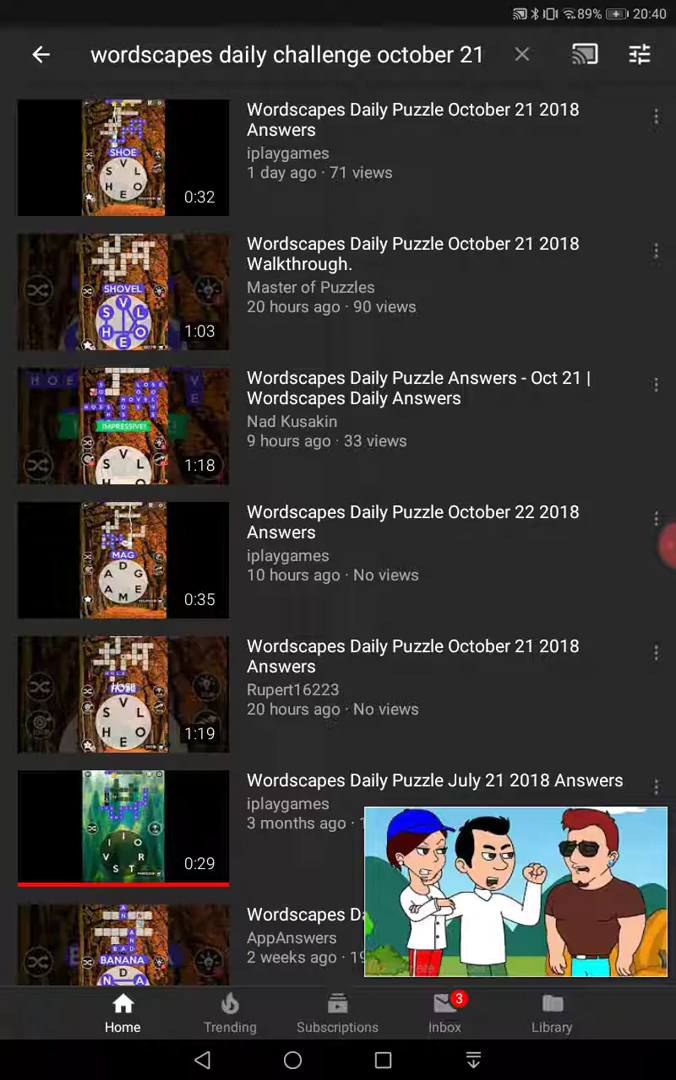 89% 20:40
wordscapes daily challenge october 21
Wordscapes Daily Puzzle October 21 2018
Answers
iplaygames
1 day ago · 71 views
SHOE
V
S L
H O
E
0:32
Wordscapes Daily Puzzle October 21 2018
Walkthrough.
Master of Puzzles
20 hours ago · 90 views
SHOVEL
V
S L
H O
E
1:03
Wordscapes Daily Puzzle Answers - Oct 21 |
Wordscapes Daily Answers
Nad Kusakin
9 hours ago · 33 views
IMPRESSIVE!
V
S L
1:18
Wordscapes Daily Puzzle October 22 2018
Answers
iplaygames
10 hours ago · No views
MAG
D
A G
A E
M
0:35
Wordscapes Daily Puzzle October 21 2018
Answers
Rupert16223
20 hours ago · No views
V
S L
H O
E
1:19
Wordscapes Daily Puzzle July 21 2018 Answers
iplaygames
3 months ago · 1
I I O
V R
S T
0:29
Wordscapes Da
AppAnswers
2 weeks ago · 19
BANANA
D
N A
3
Home Trending Subscriptions Inbox Library